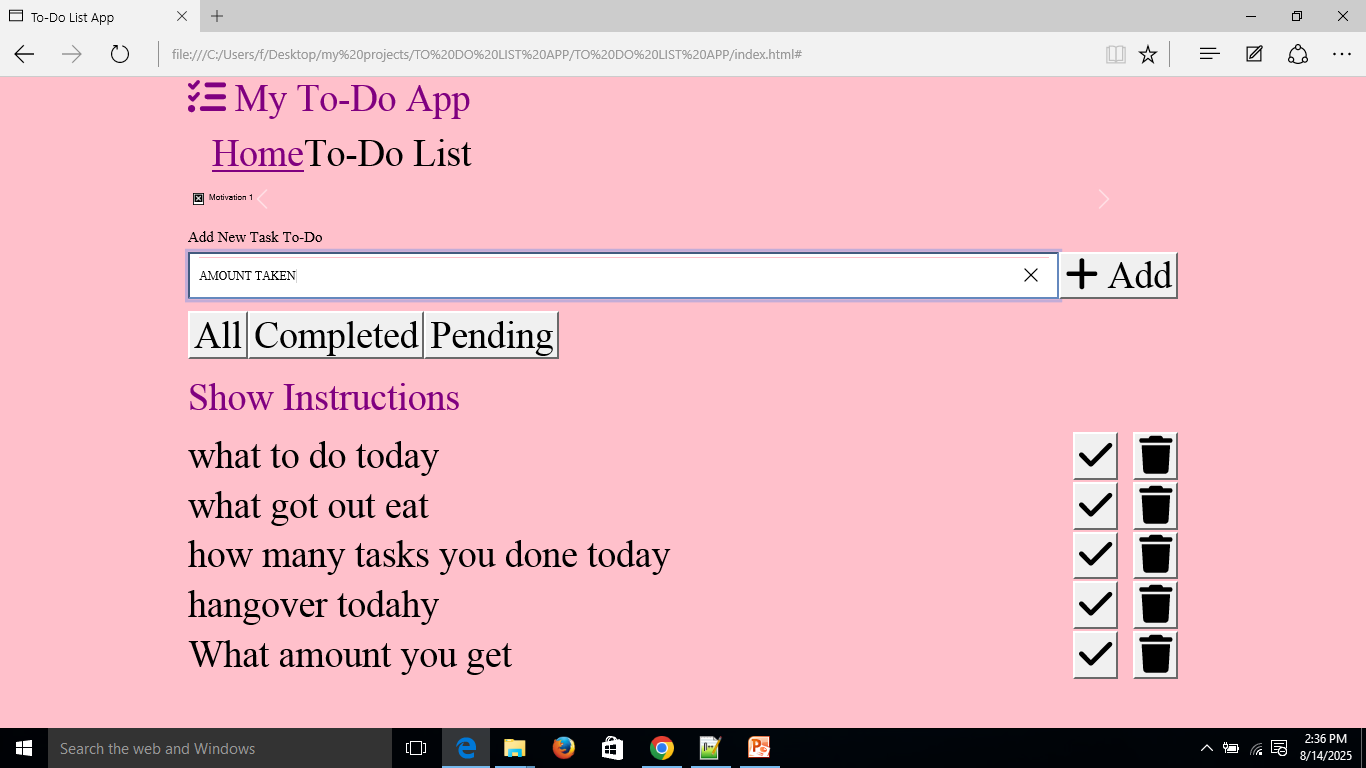 To-Do List App
file:///C:/Users/f/Desktop/my%20projects/TO%20DO%20LIST%20APP/TO%20DO%20LIST%20APP/index.html#
My To-Do App
HomeTo-Do List
Motivation 1
Add New Task To-Do
AMOUNT TAKEN
Add
All Completed Pending
Show Instructions
what to do today
what got out eat
how many tasks you done today
hangover todahy
What amount you get
Search the web and Windows
2:36 PM
8/14/2025